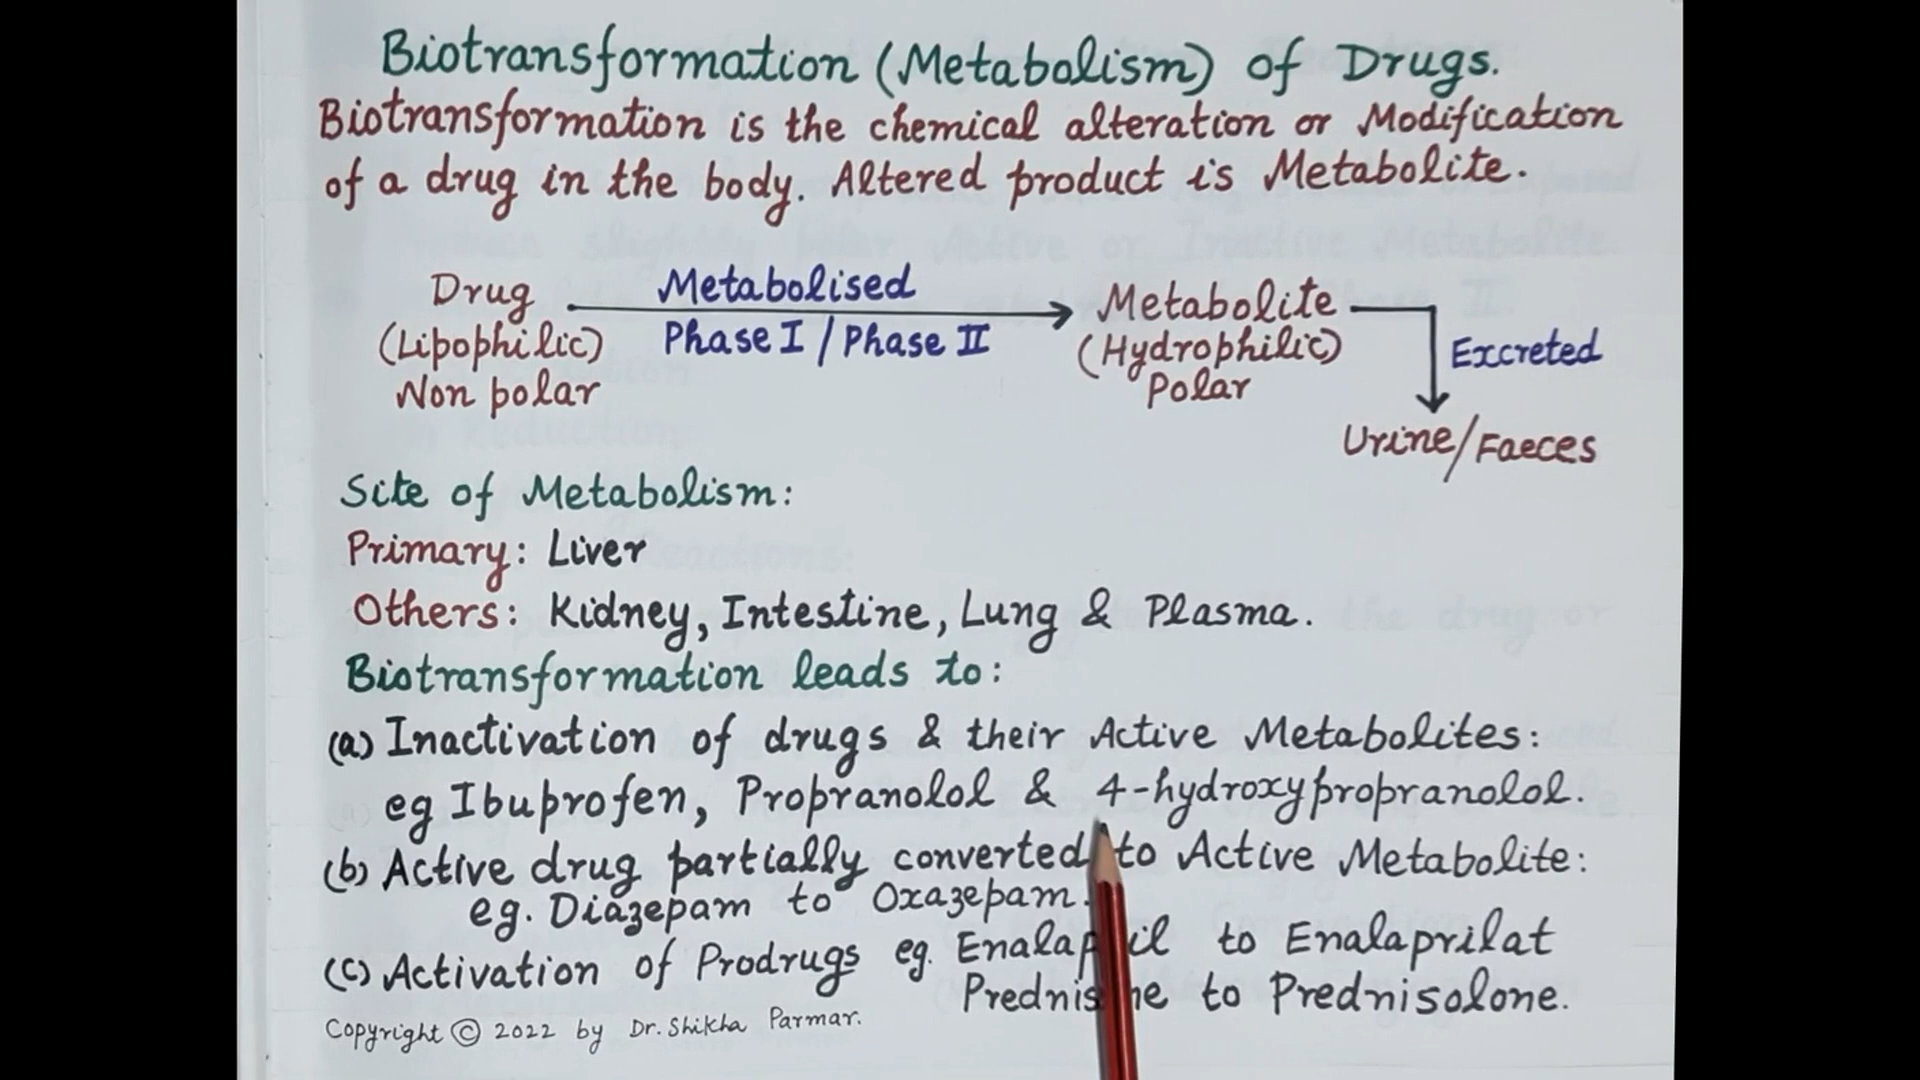 Biotransformation (Metabolism) of Drugs.
Biotransformation is the chemical alteration or Modification
of a drug in the body. Altered product is Metabolite.
Drug Metabolised Metabolite
(Lipophilic) Phase I / Phase II (Hydrophilic) Excreted
Non polar Polar
Urine/Faeces
Site of Metabolism:
Primary: Liver
Others: Kidney, Intestine, Lung & Plasma.
Biotransformation leads to:
(a) Inactivation of drugs & their Active Metabolites:
eg Ibuprofen, Propranolol & 4-hydroxypropranolol.
(b) Active drug partially converted to Active Metabolite:
eg. Diazepam to Oxazepam.
(c) Activation of Prodrugs eg. Enalapril to Enalaprilat
Prednisone to Prednisolone.
Copyright © 2022 by Dr. Shikha Parmar.